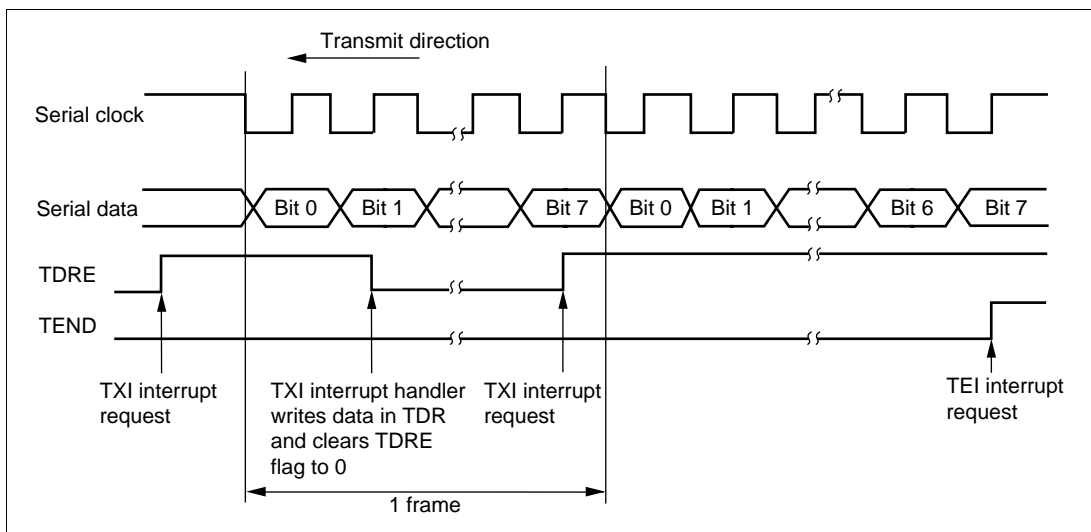 Transmit direction
Serial clock
Serial data
Bit 0
Bit 1
Bit 7
Bit 0
Bit 1
Bit 6
Bit 7
TDRE
TEND
TXI interrupt
request
TXI interrupt handler
writes data in TDR
and clears TDRE
flag to 0
TXI interrupt
request
TEI interrupt
request
1 frame